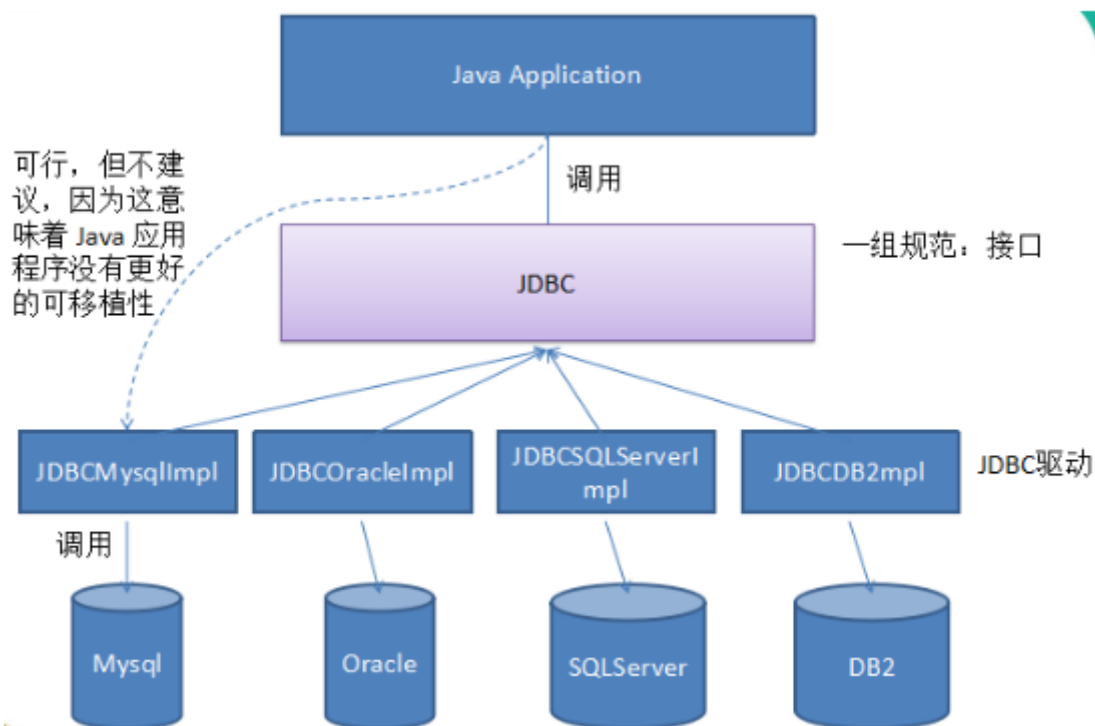 Java Application
可行，但不建
议，因为这意
味着 Java 应用
程序没有更好
的可移植性
调用
JDBC
一组规范：接口
JDBCMysqlImpl
JDBCOracleImpl
JDBCSQLServerI
mpl
JDBCDB2mpl
JDBC驱动
调用
Mysql
Oracle
SQLServer
DB2